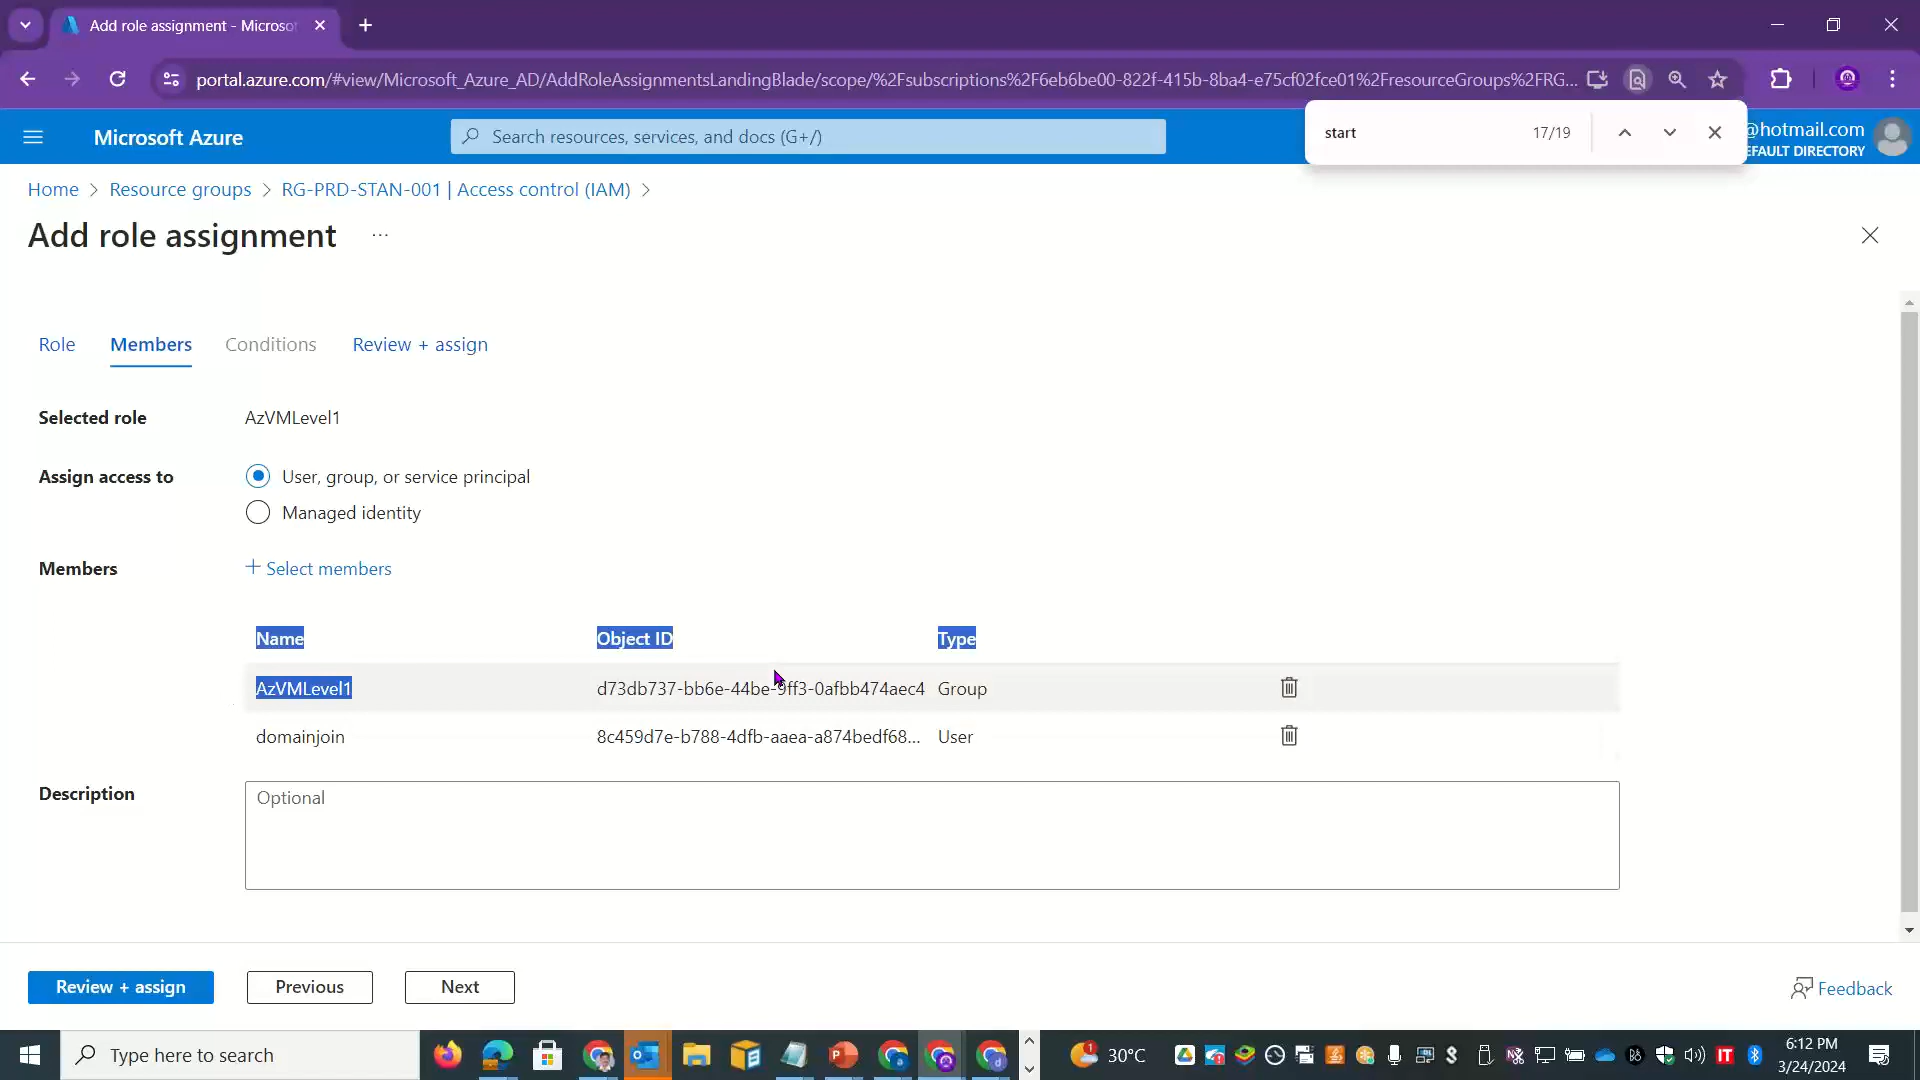 Add role assignment - Microso
portal.azure.com/#view/Microsoft_Azure_AD/AddRoleAssignmentsLandingBlade/scope/%2Fsubscriptions%2F6eb6be00-822f-415b-8ba4-e75cf02fce01%2FresourceGroups%2FRG...
start 17/19
Microsoft Azure
Search resources, services, and docs (G+/)
@hotmail.com
EFAULT DIRECTORY
Home > Resource groups > RG-PRD-STAN-001 | Access control (IAM) >
Add role assignment ...
Role Members Conditions Review + assign
Selected role AzVMLevel1
Assign access to User, group, or service principal
Managed identity
Members + Select members
Name Object ID Type
AzVMLevel1 d73db737-bb6e-44be-9ff3-0afbb474aec4 Group
domainjoin 8c459d7e-b788-4dfb-aaea-a874bedf68... User
Description Optional
Review + assign Previous Next Feedback
Type here to search
30°C
6:12 PM
3/24/2024